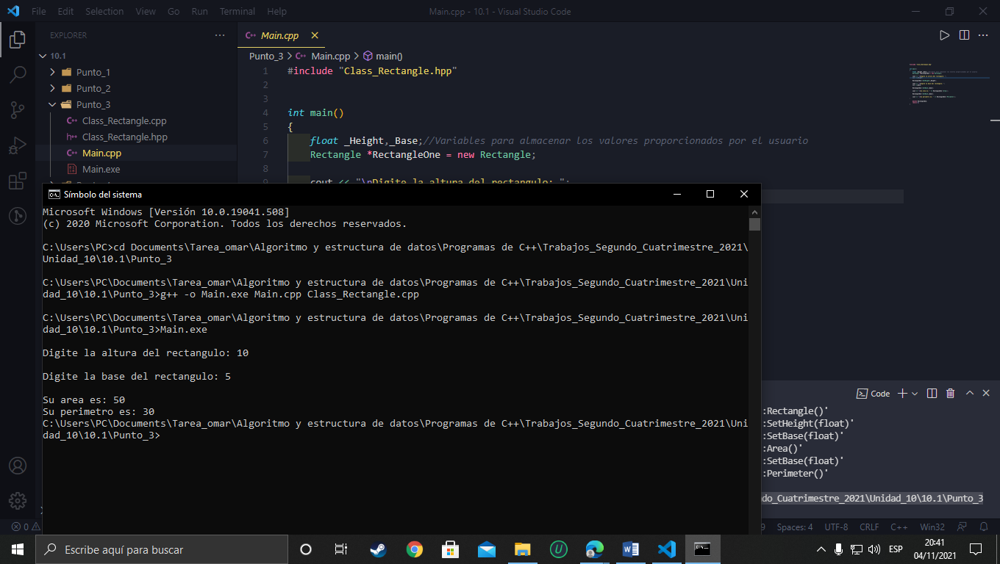 File Edit Selection View Go Run Terminal Help
Main.cpp - 10.1 - Visual Studio Code
EXPLORER
10.1
Punto_1
Punto_2
Punto_3
Class_Rectangle.cpp
Class_Rectangle.hpp
Main.cpp
Main.exe
Main.cpp
Punto_3 > Main.cpp > main()
1 #include "Class_Rectangle.hpp"
2
3
4 int main()
5 {
6 float _Height,_Base;//Variables para almacenar los valores proporcionados por el usuario
7 Rectangle *RectangleOne = new Rectangle;
8
9 cout << "\nDigite la altura del rectangulo: ";
Símbolo del sistema
Microsoft Windows [Versión 10.0.19041.508]
(c) 2020 Microsoft Corporation. Todos los derechos reservados.
C:\Users\PC>cd Documents\Tarea_omar\Algoritmo y estructura de datos\Programas de C++\Trabajos_Segundo_Cuatrimestre_2021\
Unidad_10\10.1\Punto_3
C:\Users\PC\Documents\Tarea_omar\Algoritmo y estructura de datos\Programas de C++\Trabajos_Segundo_Cuatrimestre_2021\Uni
dad_10\10.1\Punto_3>g++ -o Main.exe Main.cpp Class_Rectangle.cpp
C:\Users\PC\Documents\Tarea_omar\Algoritmo y estructura de datos\Programas de C++\Trabajos_Segundo_Cuatrimestre_2021\Uni
dad_10\10.1\Punto_3>Main.exe
Digite la altura del rectangulo: 10
Digite la base del rectangulo: 5
Su area es: 50
Su perimetro es: 30
C:\Users\PC\Documents\Tarea_omar\Algoritmo y estructura de datos\Programas de C++\Trabajos_Segundo_Cuatrimestre_2021\Uni
dad_10\10.1\Punto_3>
Code
:Rectangle()'
:SetHeight(float)'
:SetBase(float)'
:Area()'
:SetBase(float)'
:Perimeter()'
do_Cuatrimestre_2021\Unidad_10\10.1\Punto_3
0
9 Spaces: 4 UTF-8 CRLF C++ Win32
Escribe aquí para buscar
ESP
20:41
04/11/2021